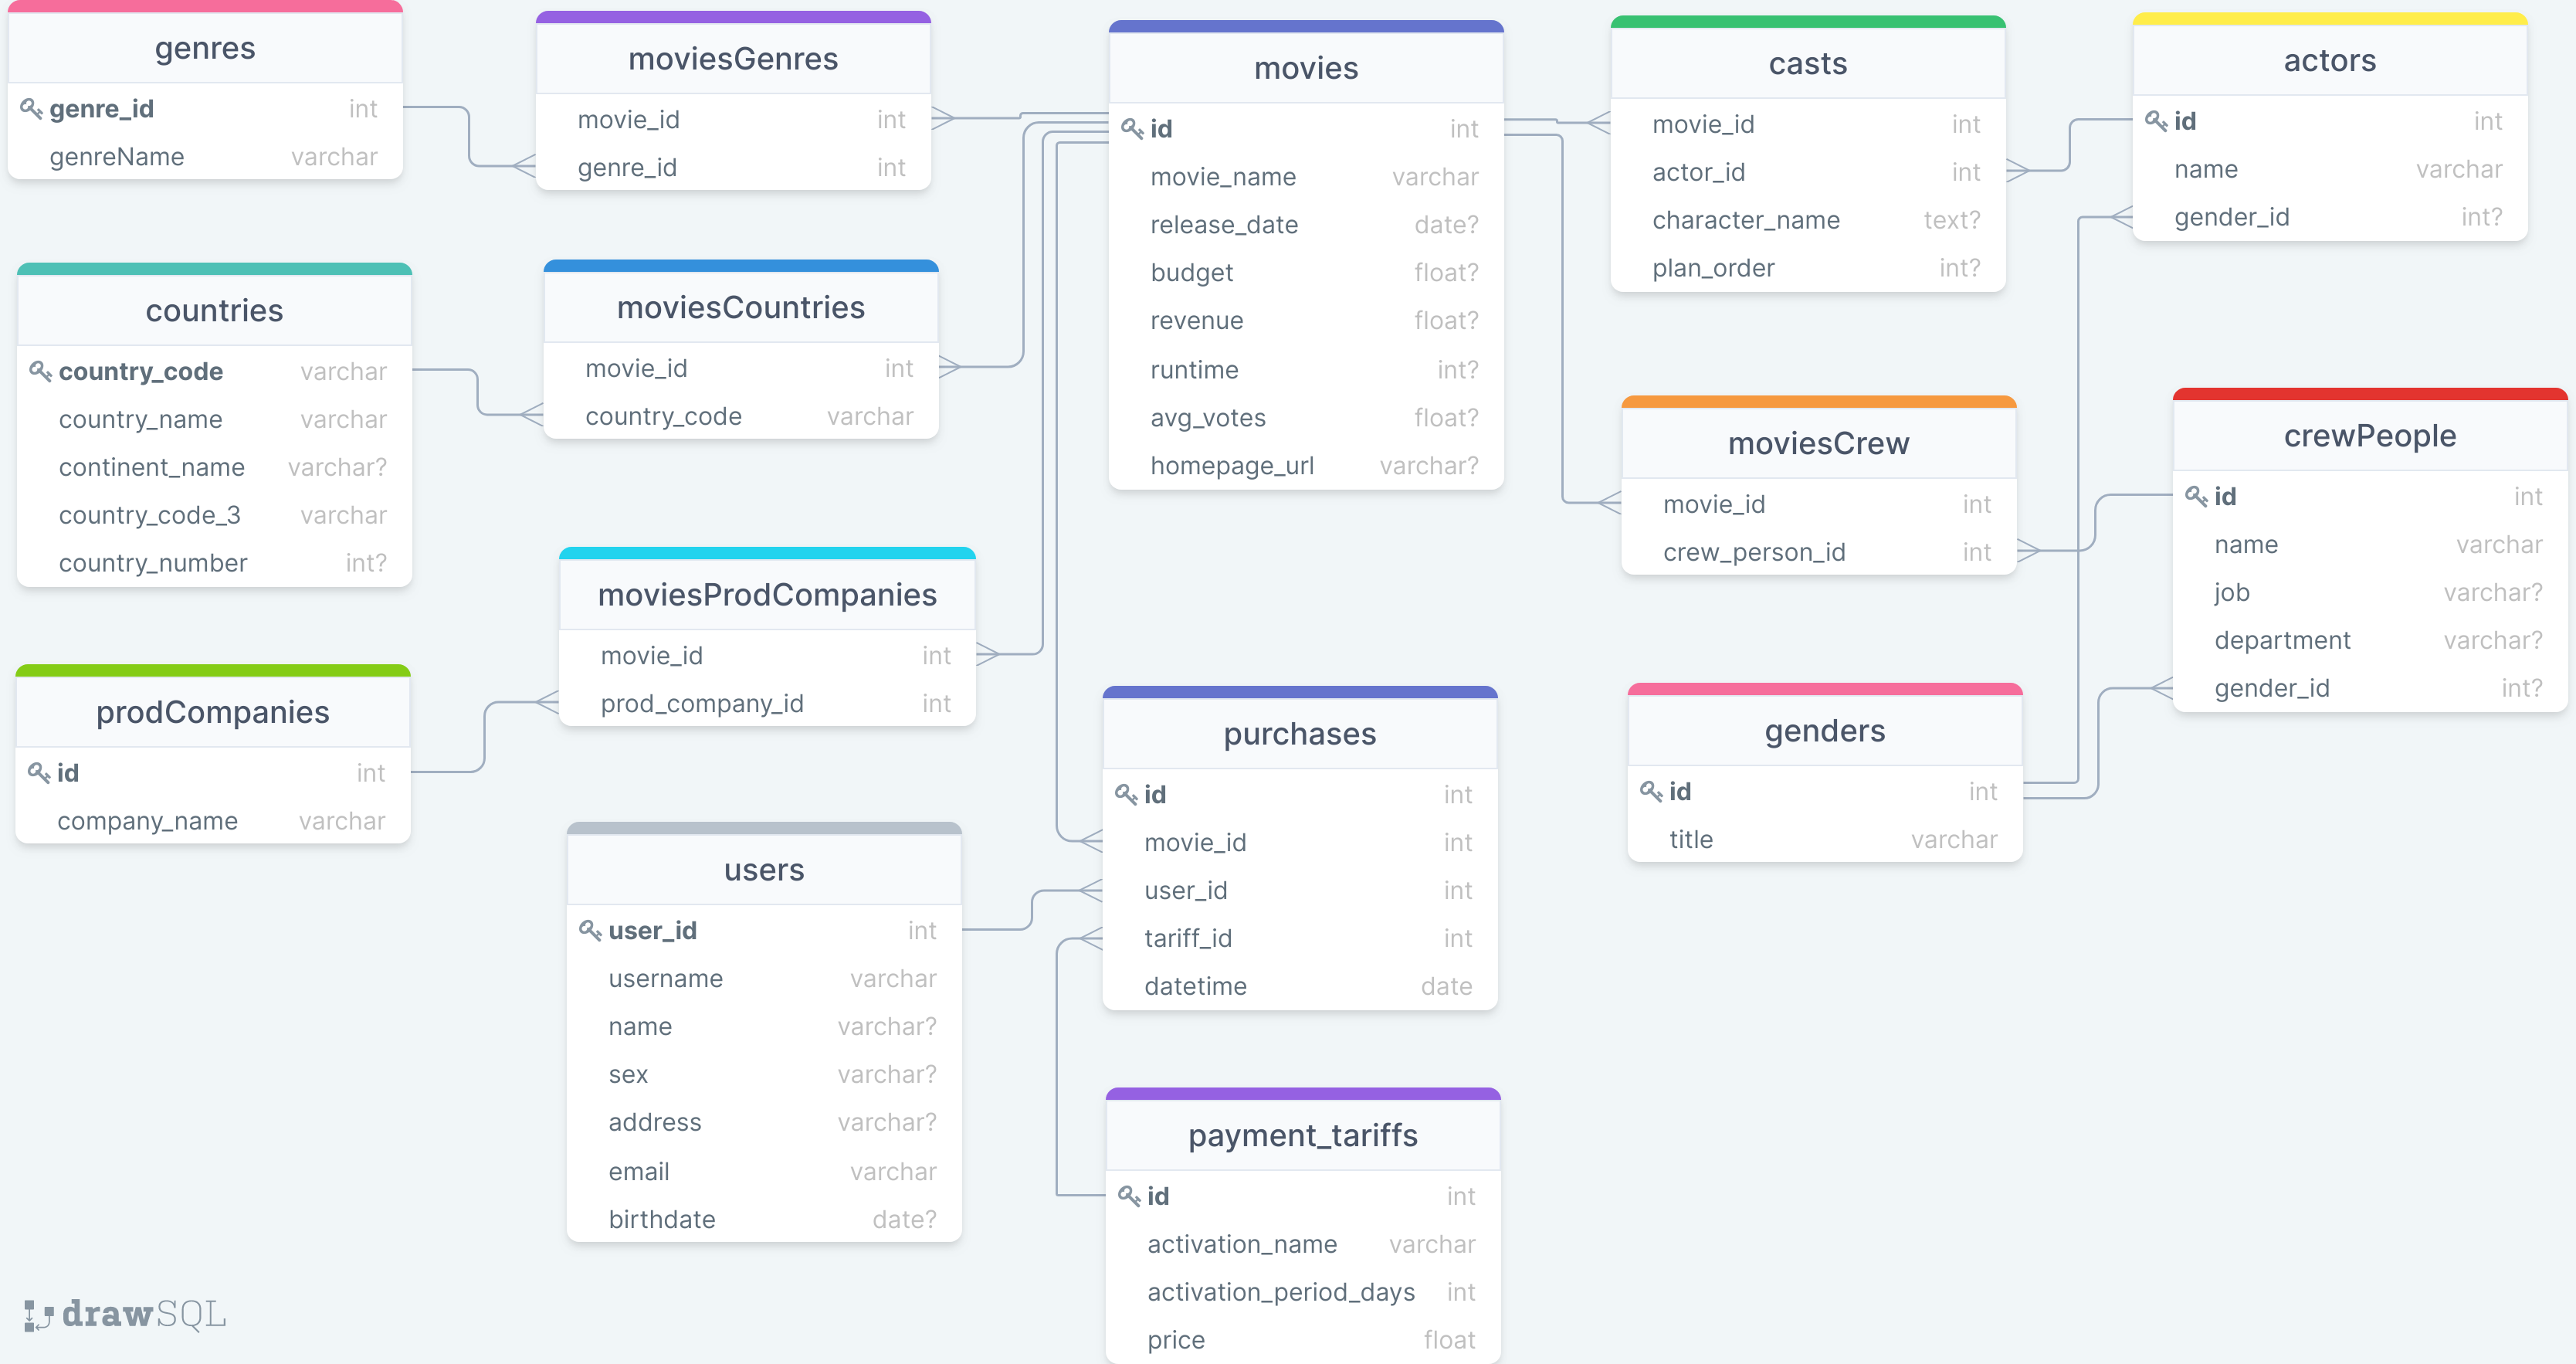 genres
genre_id int
genreName varchar
moviesGenres
movie_id int
genre_id int
movies
id int
movie_name varchar
release_date date?
budget float?
revenue float?
runtime int?
avg_votes float?
homepage_url varchar?
casts
movie_id int
actor_id int
character_name text?
plan_order int?
actors
id int
name varchar
gender_id int?
countries
country_code varchar
country_name varchar
continent_name varchar?
country_code_3 varchar
country_number int?
moviesCountries
movie_id int
country_code varchar
moviesCrew
movie_id int
crew_person_id int
crewPeople
id int
name varchar
job varchar?
department varchar?
gender_id int?
moviesProdCompanies
movie_id int
prod_company_id int
prodCompanies
id int
company_name varchar
purchases
id int
movie_id int
user_id int
tariff_id int
datetime date
genders
id int
title varchar
users
user_id int
username varchar
name varchar?
sex varchar?
address varchar?
email varchar
birthdate date?
payment_tariffs
id int
activation_name varchar
activation_period_days int
price float
drawSQL